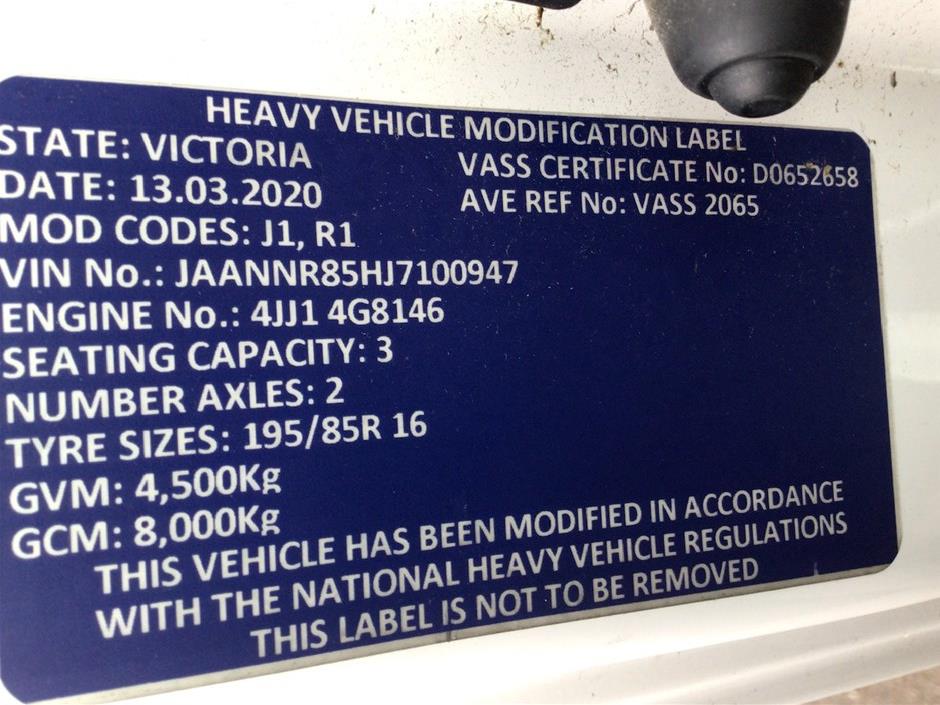 HEAVY VEHICLE MODIFICATION LABEL
STATE: VICTORIA
VASS CERTIFICATE No: D0652658
DATE: 13.03.2020
AVE REF No: VASS 2065
MOD CODES: J1, R1
VIN No.: JAANNR85HJ7100947
ENGINE No.: 4JJ1 4G8146
SEATING CAPACITY: 3
NUMBER AXLES: 2
TYRE SIZES: 195/85R 16
GVM: 4,500Kg
GCM: 8,000Kg
THIS VEHICLE HAS BEEN MODIFIED IN ACCORDANCE
WITH THE NATIONAL HEAVY VEHICLE REGULATIONS
THIS LABEL IS NOT TO BE REMOVED